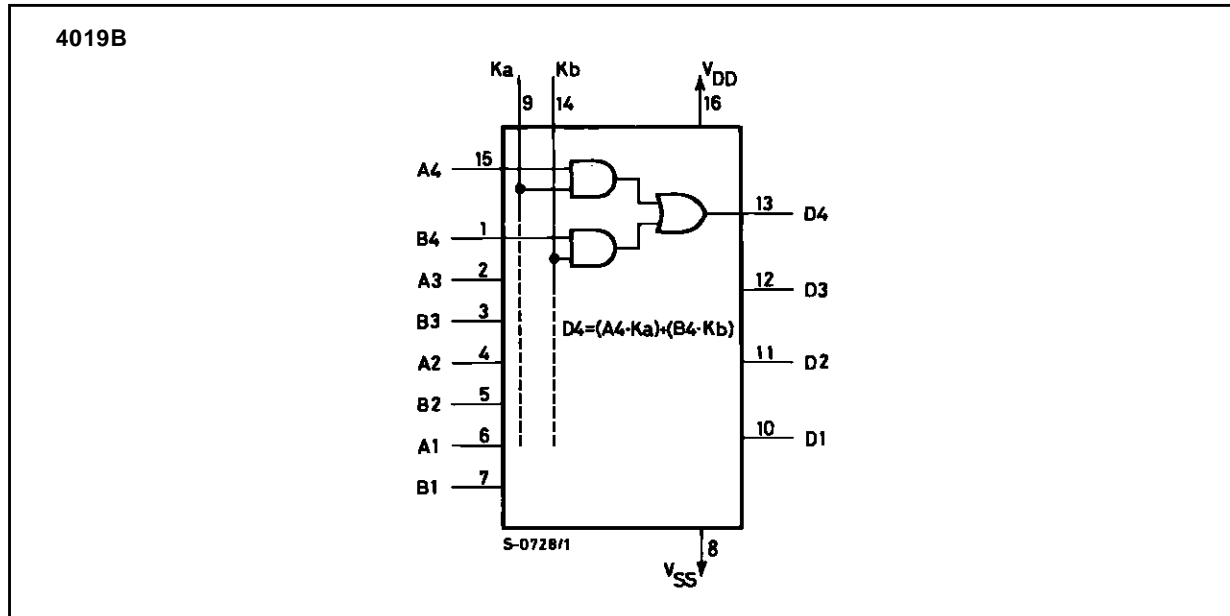 4019B
Ka Kb VDD
9 14 16
A4 15
13 D4
B4 1
A3 2
12 D3
B3 3
D4=(A4·Ka)+(B4·Kb)
A2 4
11 D2
B2 5
A1 6
10 D1
B1 7
S-0728/1
8
VSS